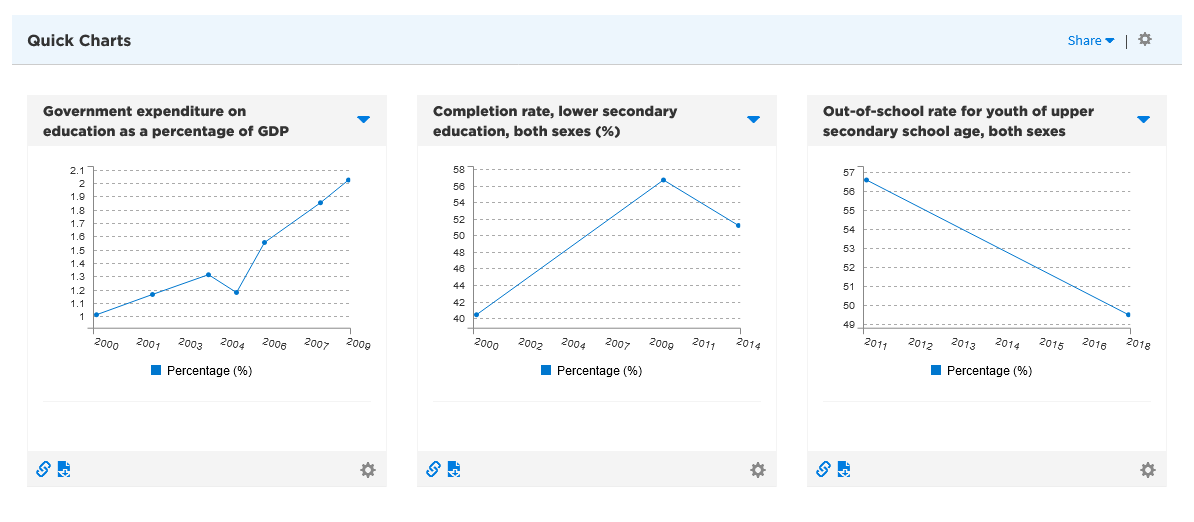 Quick Charts
Share
|
Government expenditure on
education as a percentage of GDP
2.1
2
1.9
1.8
1.7
1.6
1.5
1.4
1.3
1.2
1.1
1
2000 2001 2003 2004 2006 2007 2009
Percentage (%)
Completion rate, lower secondary
education, both sexes (%)
58
56
54
52
50
48
46
44
42
40
2000 2002 2004 2007 2009 2011 2014
Percentage (%)
Out-of-school rate for youth of upper
secondary school age, both sexes
57
56
55
54
53
52
51
50
49
2011 2012 2013 2014 2015 2016 2018
Percentage (%)